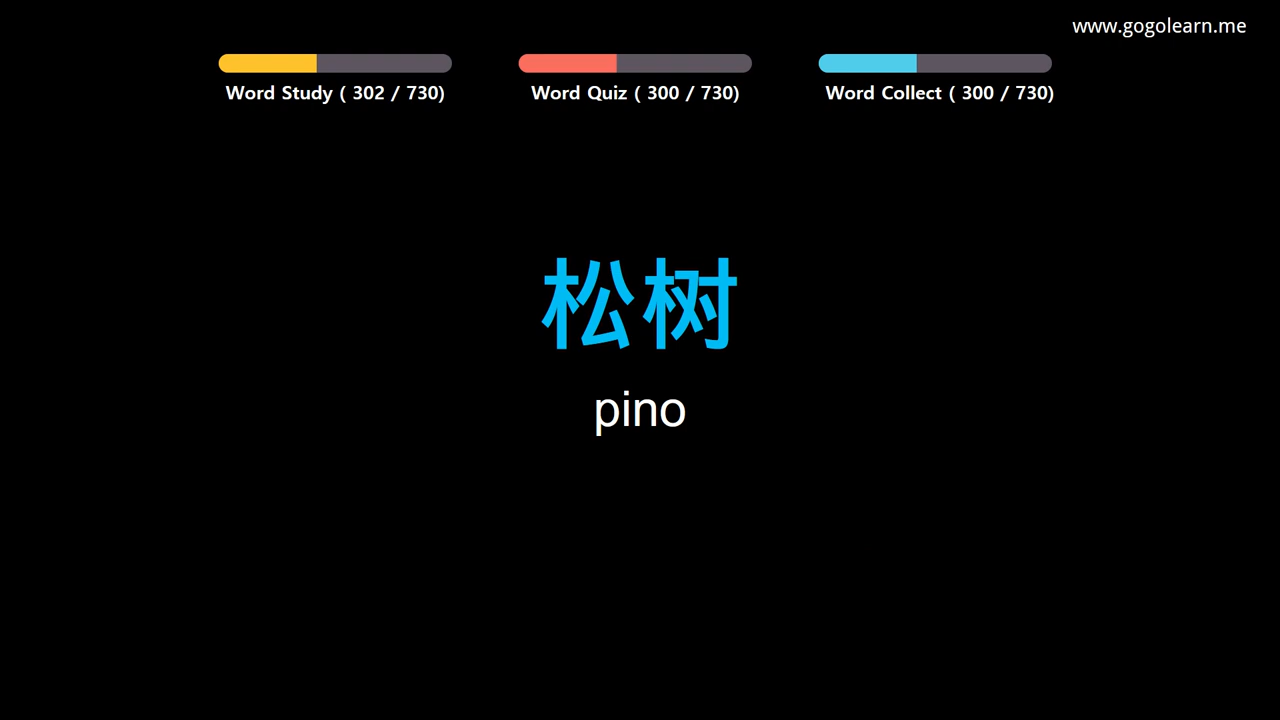 www.gogolearn.me
Word Study ( 302 / 730)
Word Quiz ( 300 / 730)
Word Collect ( 300 / 730)
松树
pino